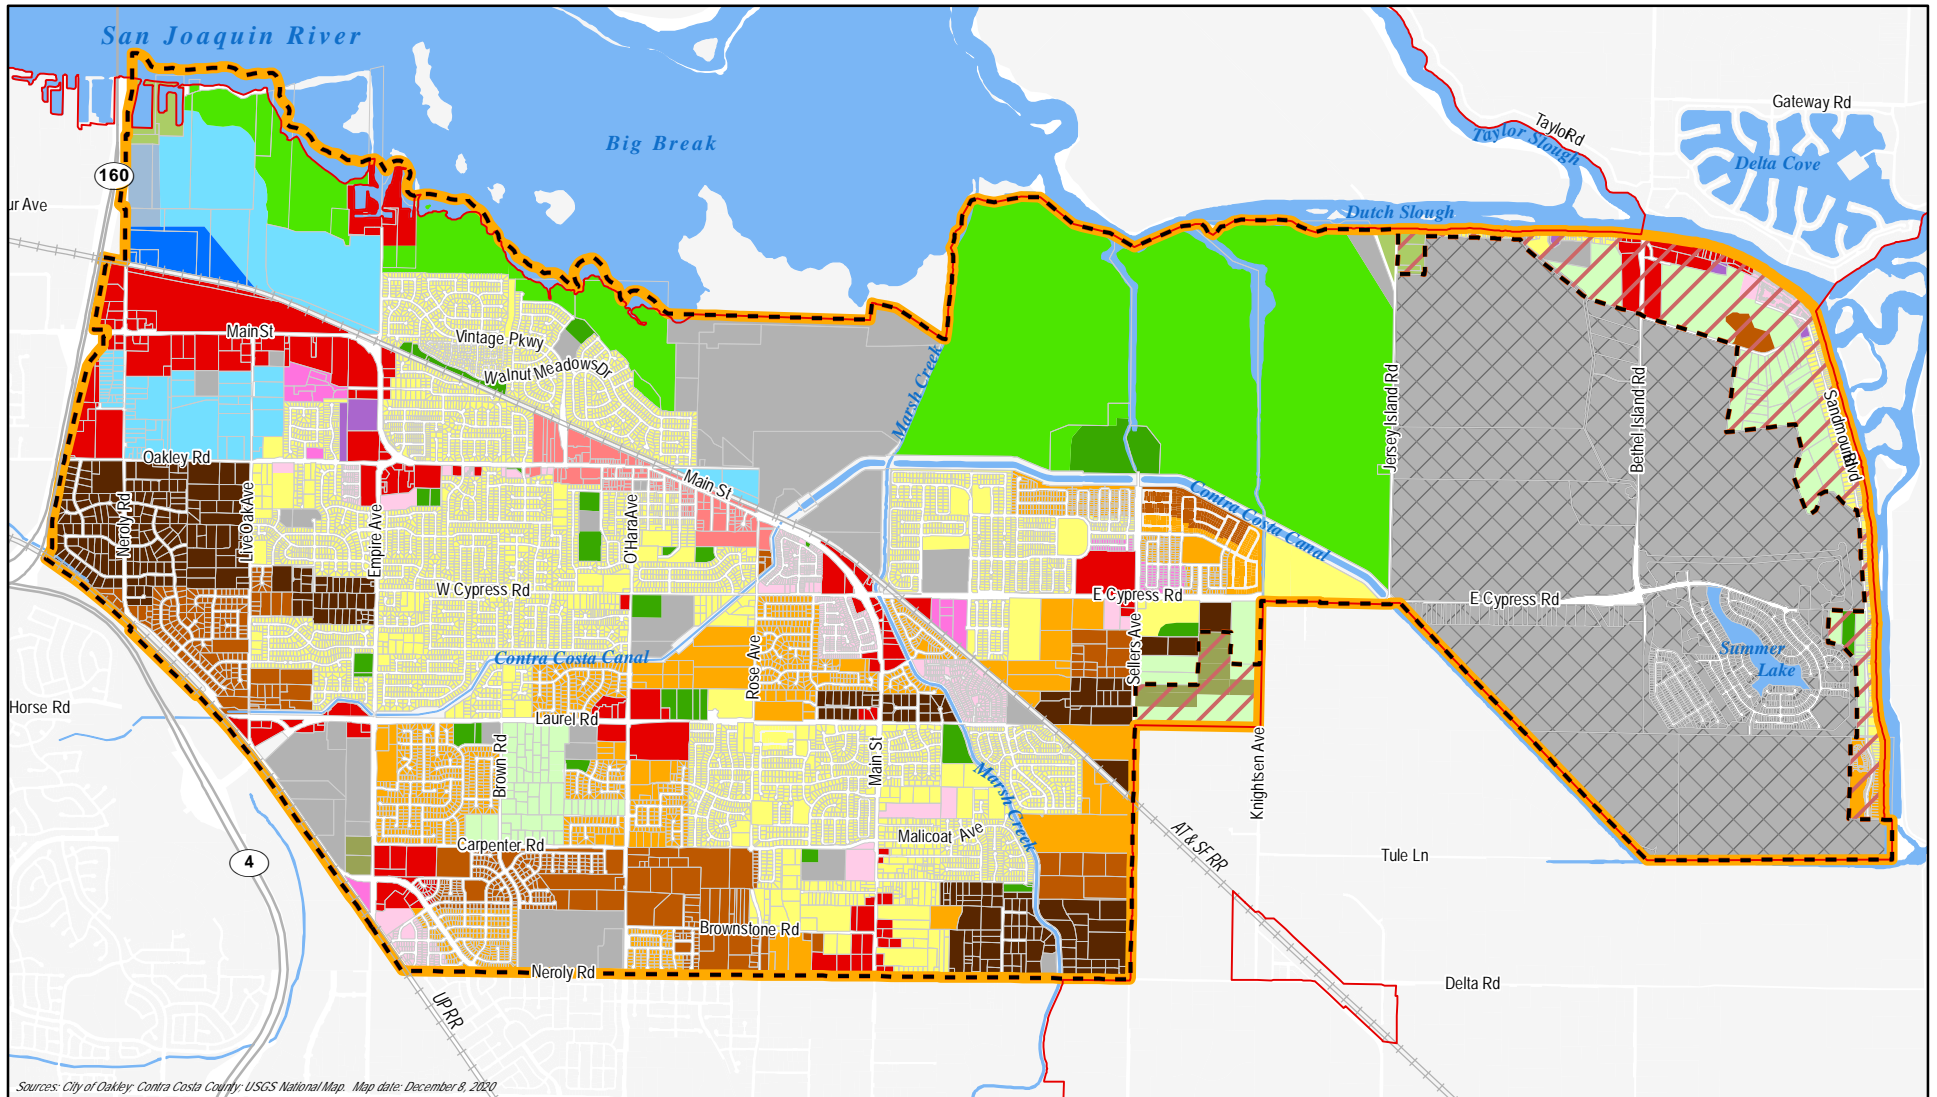 San Joaquin River
Gateway Rd
Taylor Rd
Taylor Slough
Big Break
Delta Cove
160
ur Ave
Dutch Slough
Main St
Vintage Pkwy
Walnut Meadows Dr
Marsh Creek
Jersey Island Rd
Bethel Island Rd
Sandmound Blvd
Oakley Rd
Main St
Neroly Rd
Live Oak Ave
Empire Ave
O'Hara Ave
Contra Costa Canal
W Cypress Rd
E Cypress Rd
E Cypress Rd
Sellers Ave
Contra Costa Canal
Rose Ave
Summer
Lake
Horse Rd
Laurel Rd
Brown Rd
Main St
Knightsen Ave
Marsh Creek
Malicoat Ave
Carpenter Rd
AT & SF RR
Tule Ln
4
Brownstone Rd
Neroly Rd
Delta Rd
UPRR
Sources: City of Oakley; Contra Costa County; USGS National Map. Map date: December 8, 2020